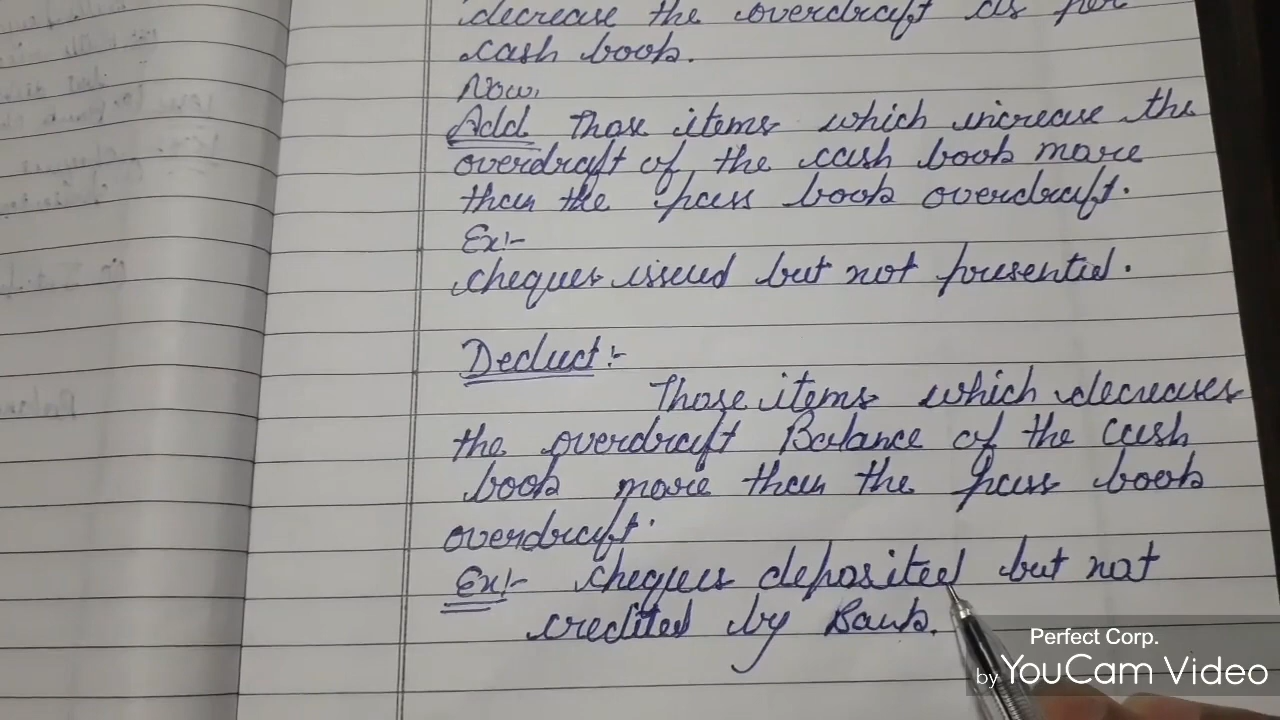 decrease the overdraft as per
cash book.
Now,
Add Those items which increase the
overdraft of the cash book more
than the pass book overdraft.
Ex:-
cheques issued but not presented.
Deduct:-
Those items which decreases
the overdraft Balance of the cash
book more than the pass book
overdraft.
Ex:- cheques deposited but not
credited by Bank.
Perfect Corp.
by YouCam Video